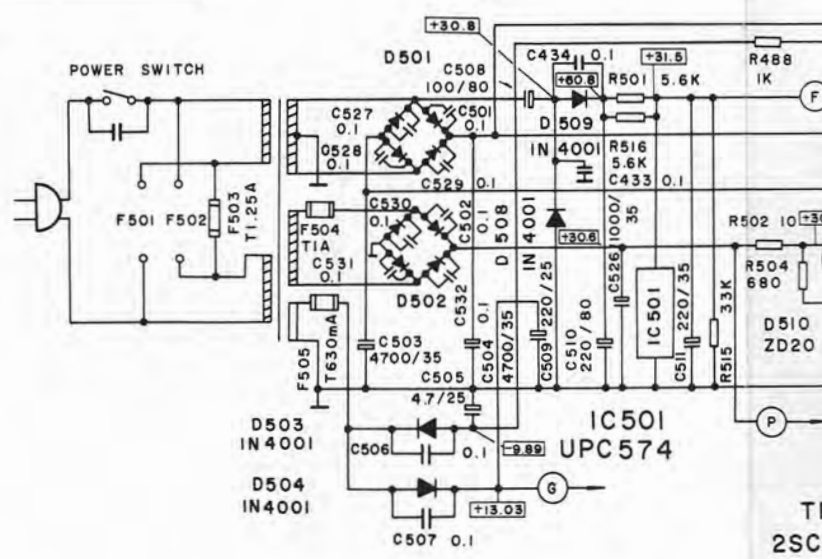 +30.8
D501
C434 0.1
+31.5
R488
1K
POWER SWITCH
C508
100/80
+60.8
R501
5.6K
F
C527
0.1
C501
0.1
D509
IN 4001
C528
0.1
R516
5.6K
C529 0.1
C433 0.1
F501
F502
F503
T1.25A
C530
0.1
C502
0.1
D 508
IN 4001
1000/
35
C526
F504
T1A
+30.6
R502 10
C531
0.1
R504
680
D502
C532
0.1
220/25
C509
220/80
C510
IC501
220/35
C511
33K
R515
D510
ZD20
F505
T630mA
C503
4700/35
C504
4700/35
C505
4.7/25
D503
IN4001
C506
0.1
-9.89
IC501
UPC574
P
D504
IN4001
G
+13.03
C507 0.1
2SC